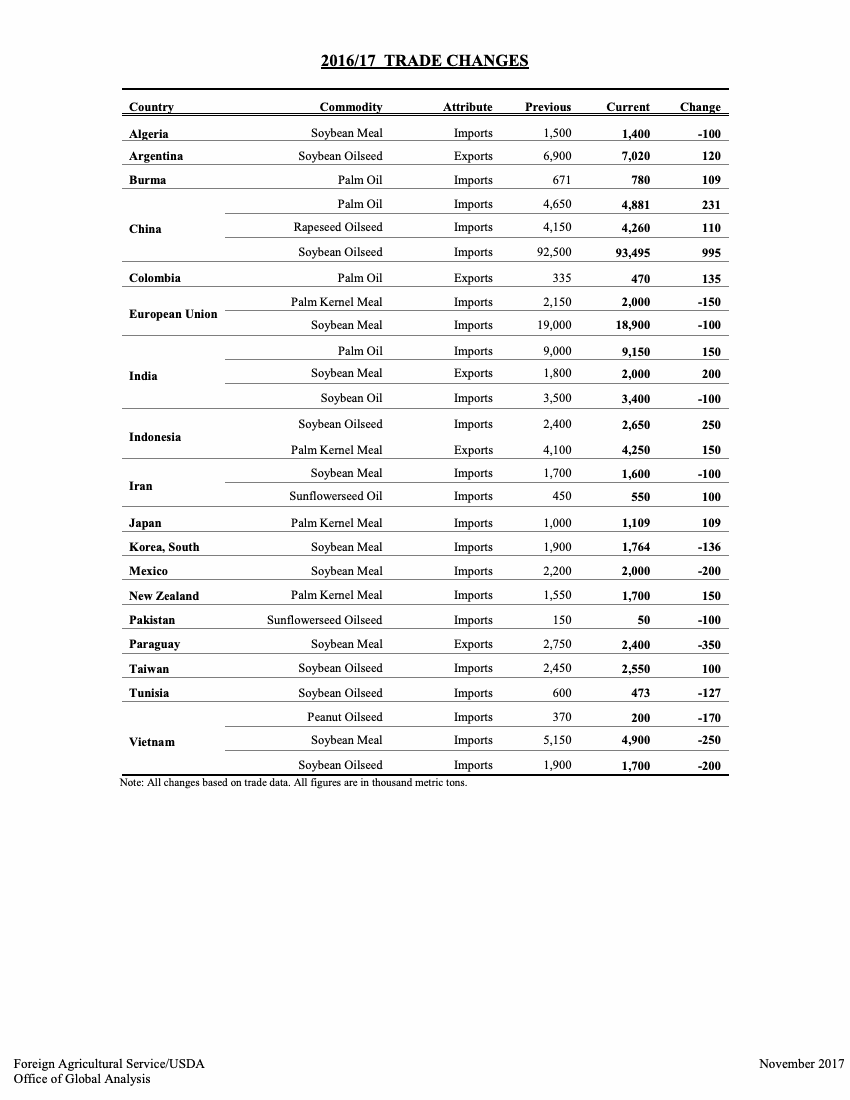 2016/17 TRADE CHANGES
Country Commodity Attribute Previous Current Change
Algeria Soybean Meal Imports 1,500 1,400 -100
Argentina Soybean Oilseed Exports 6,900 7,020 120
Burma Palm Oil Imports 671 780 109
Palm Oil Imports 4,650 4,881 231
China Rapeseed Oilseed Imports 4,150 4,260 110
Soybean Oilseed Imports 92,500 93,495 995
Colombia Palm Oil Exports 335 470 135
European Union Palm Kernel Meal Imports 2,150 2,000 -150
Soybean Meal Imports 19,000 18,900 -100
Palm Oil Imports 9,000 9,150 150
India Soybean Meal Exports 1,800 2,000 200
Soybean Oil Imports 3,500 3,400 -100
Indonesia Soybean Oilseed Imports 2,400 2,650 250
Palm Kernel Meal Exports 4,100 4,250 150
Iran Soybean Meal Imports 1,700 1,600 -100
Sunflowerseed Oil Imports 450 550 100
Japan Palm Kernel Meal Imports 1,000 1,109 109
Korea, South Soybean Meal Imports 1,900 1,764 -136
Mexico Soybean Meal Imports 2,200 2,000 -200
New Zealand Palm Kernel Meal Imports 1,550 1,700 150
Pakistan Sunflowerseed Oilseed Imports 150 50 -100
Paraguay Soybean Meal Exports 2,750 2,400 -350
Taiwan Soybean Oilseed Imports 2,450 2,550 100
Tunisia Soybean Oilseed Imports 600 473 -127
Peanut Oilseed Imports 370 200 -170
Vietnam Soybean Meal Imports 5,150 4,900 -250
Soybean Oilseed Imports 1,900 1,700 -200
Note: All changes based on trade data. All figures are in thousand metric tons.
Foreign Agricultural Service/USDA November 2017
Office of Global Analysis